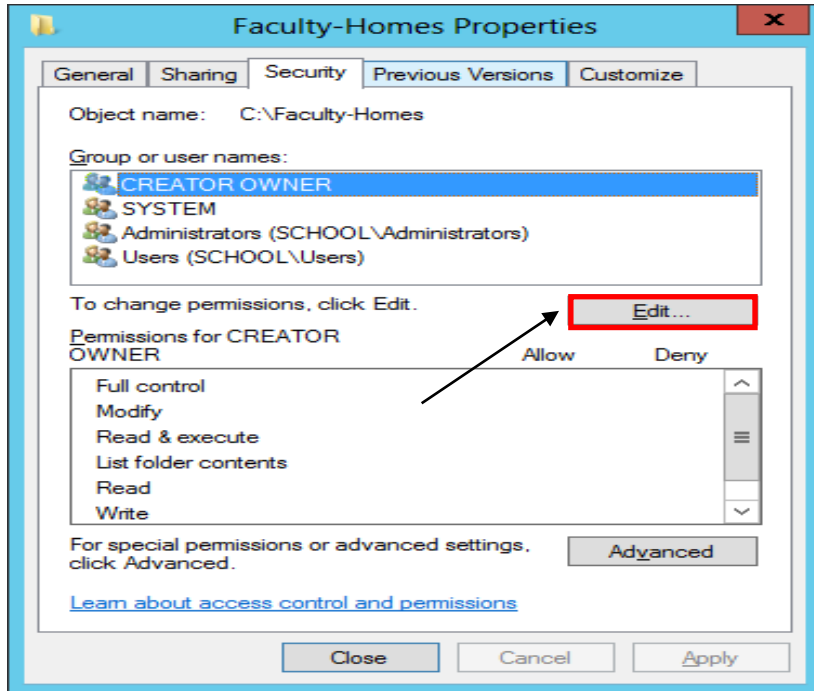 Faculty-Homes Properties
x
General Sharing Security Previous Versions Customize
Object name: C:\Faculty-Homes
Group or user names:
CREATOR OWNER
SYSTEM
Administrators (SCHOOL\Administrators)
Users (SCHOOL\Users)
To change permissions, click Edit.
Edit...
Permissions for CREATOR
OWNER Allow Deny
Full control
Modify
Read & execute
List folder contents
Read
Write
For special permissions or advanced settings,
click Advanced.
Advanced
Learn about access control and permissions
Close Cancel Apply